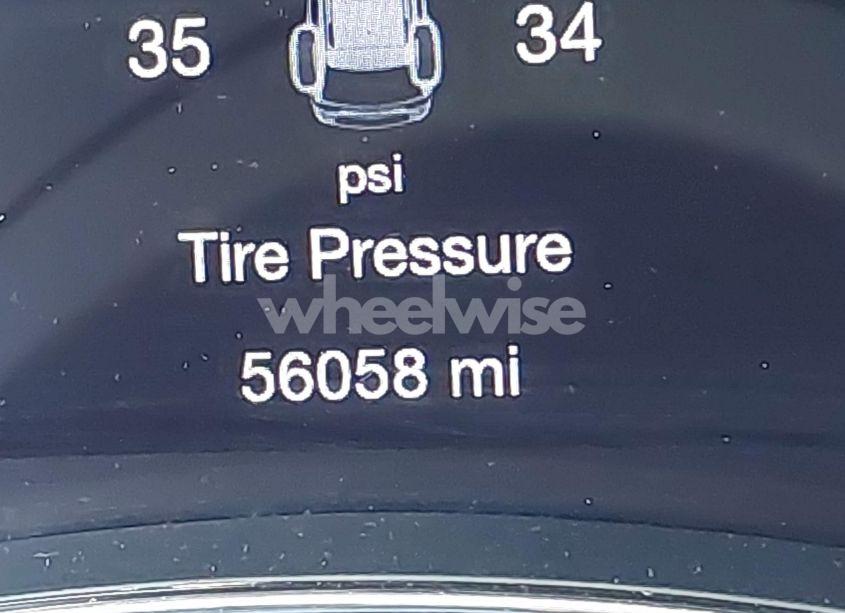 35 34
psi
Tire Pressure
wheelwise
56058 mi